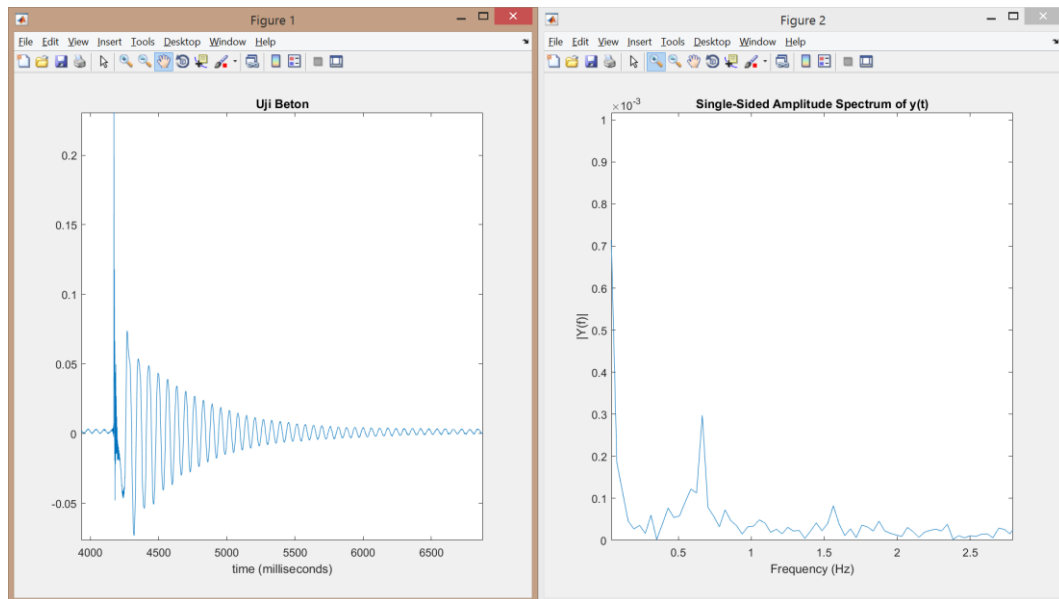 Figure 1
File Edit View Insert Tools Desktop Window Help
Uji Beton
0.2
0.15
0.1
0.05
0
-0.05
4000 4500 5000 5500 6000 6500
time (milliseconds)
Figure 2
File Edit View Insert Tools Desktop Window Help
×10⁻³ Single-Sided Amplitude Spectrum of y(t)
1
0.9
0.8
0.7
0.6
0.5
0.4
0.3
0.2
0.1
0
|Y(f)|
0.5 1 1.5 2 2.5
Frequency (Hz)